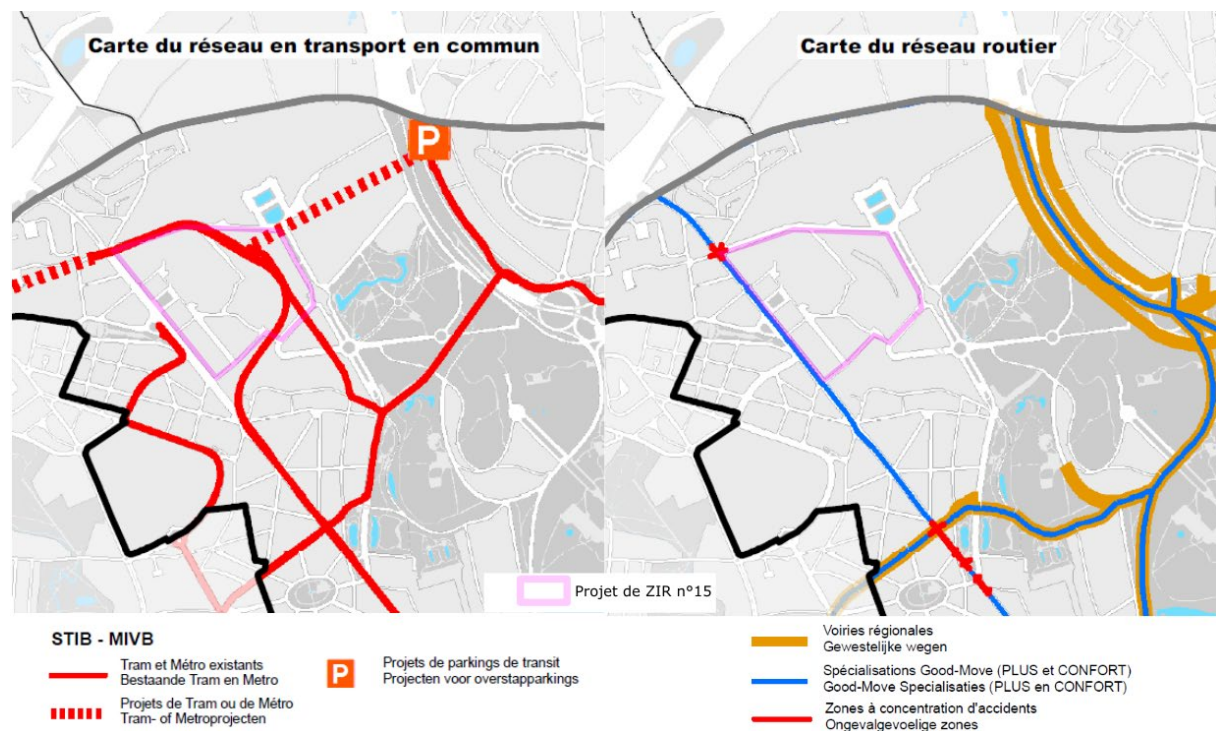 Carte du réseau en transport en commun
Carte du réseau routier
P
Projet de ZIR n°15
STIB - MIVB
Tram et Métro existants
Bestaande Tram en Metro
Projets de Tram ou de Métro
Tram- of Metroprojecten
P
Projets de parkings de transit
Projecten voor overstapparkings
Voiries régionales
Gewestelijke wegen
Spécialisations Good-Move (PLUS et CONFORT)
Good-Move Specialisaties (PLUS en CONFORT)
Zones à concentration d'accidents
Ongevalgevoelige zones